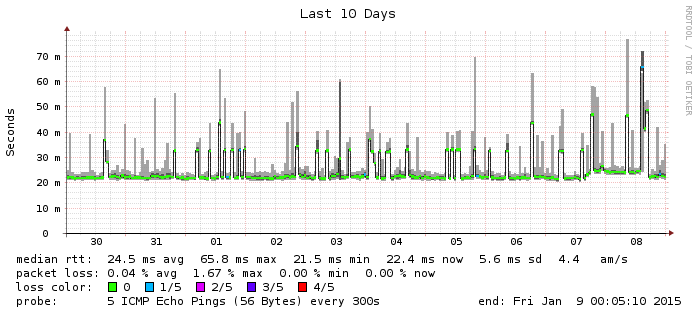 Last 10 Days
RRDTOOL / TOBI OETIKER
Seconds
70 m
60 m
50 m
40 m
30 m
20 m
10 m
0
30 31 01 02 03 04 05 06 07 08
median rtt: 24.5 ms avg 65.8 ms max 21.5 ms min 22.4 ms now 5.6 ms sd 4.4 am/s
packet loss: 0.04 % avg 1.67 % max 0.00 % min 0.00 % now
loss color: 0 1/5 2/5 3/5 4/5
probe: 5 ICMP Echo Pings (56 Bytes) every 300s end: Fri Jan 9 00:05:10 2015